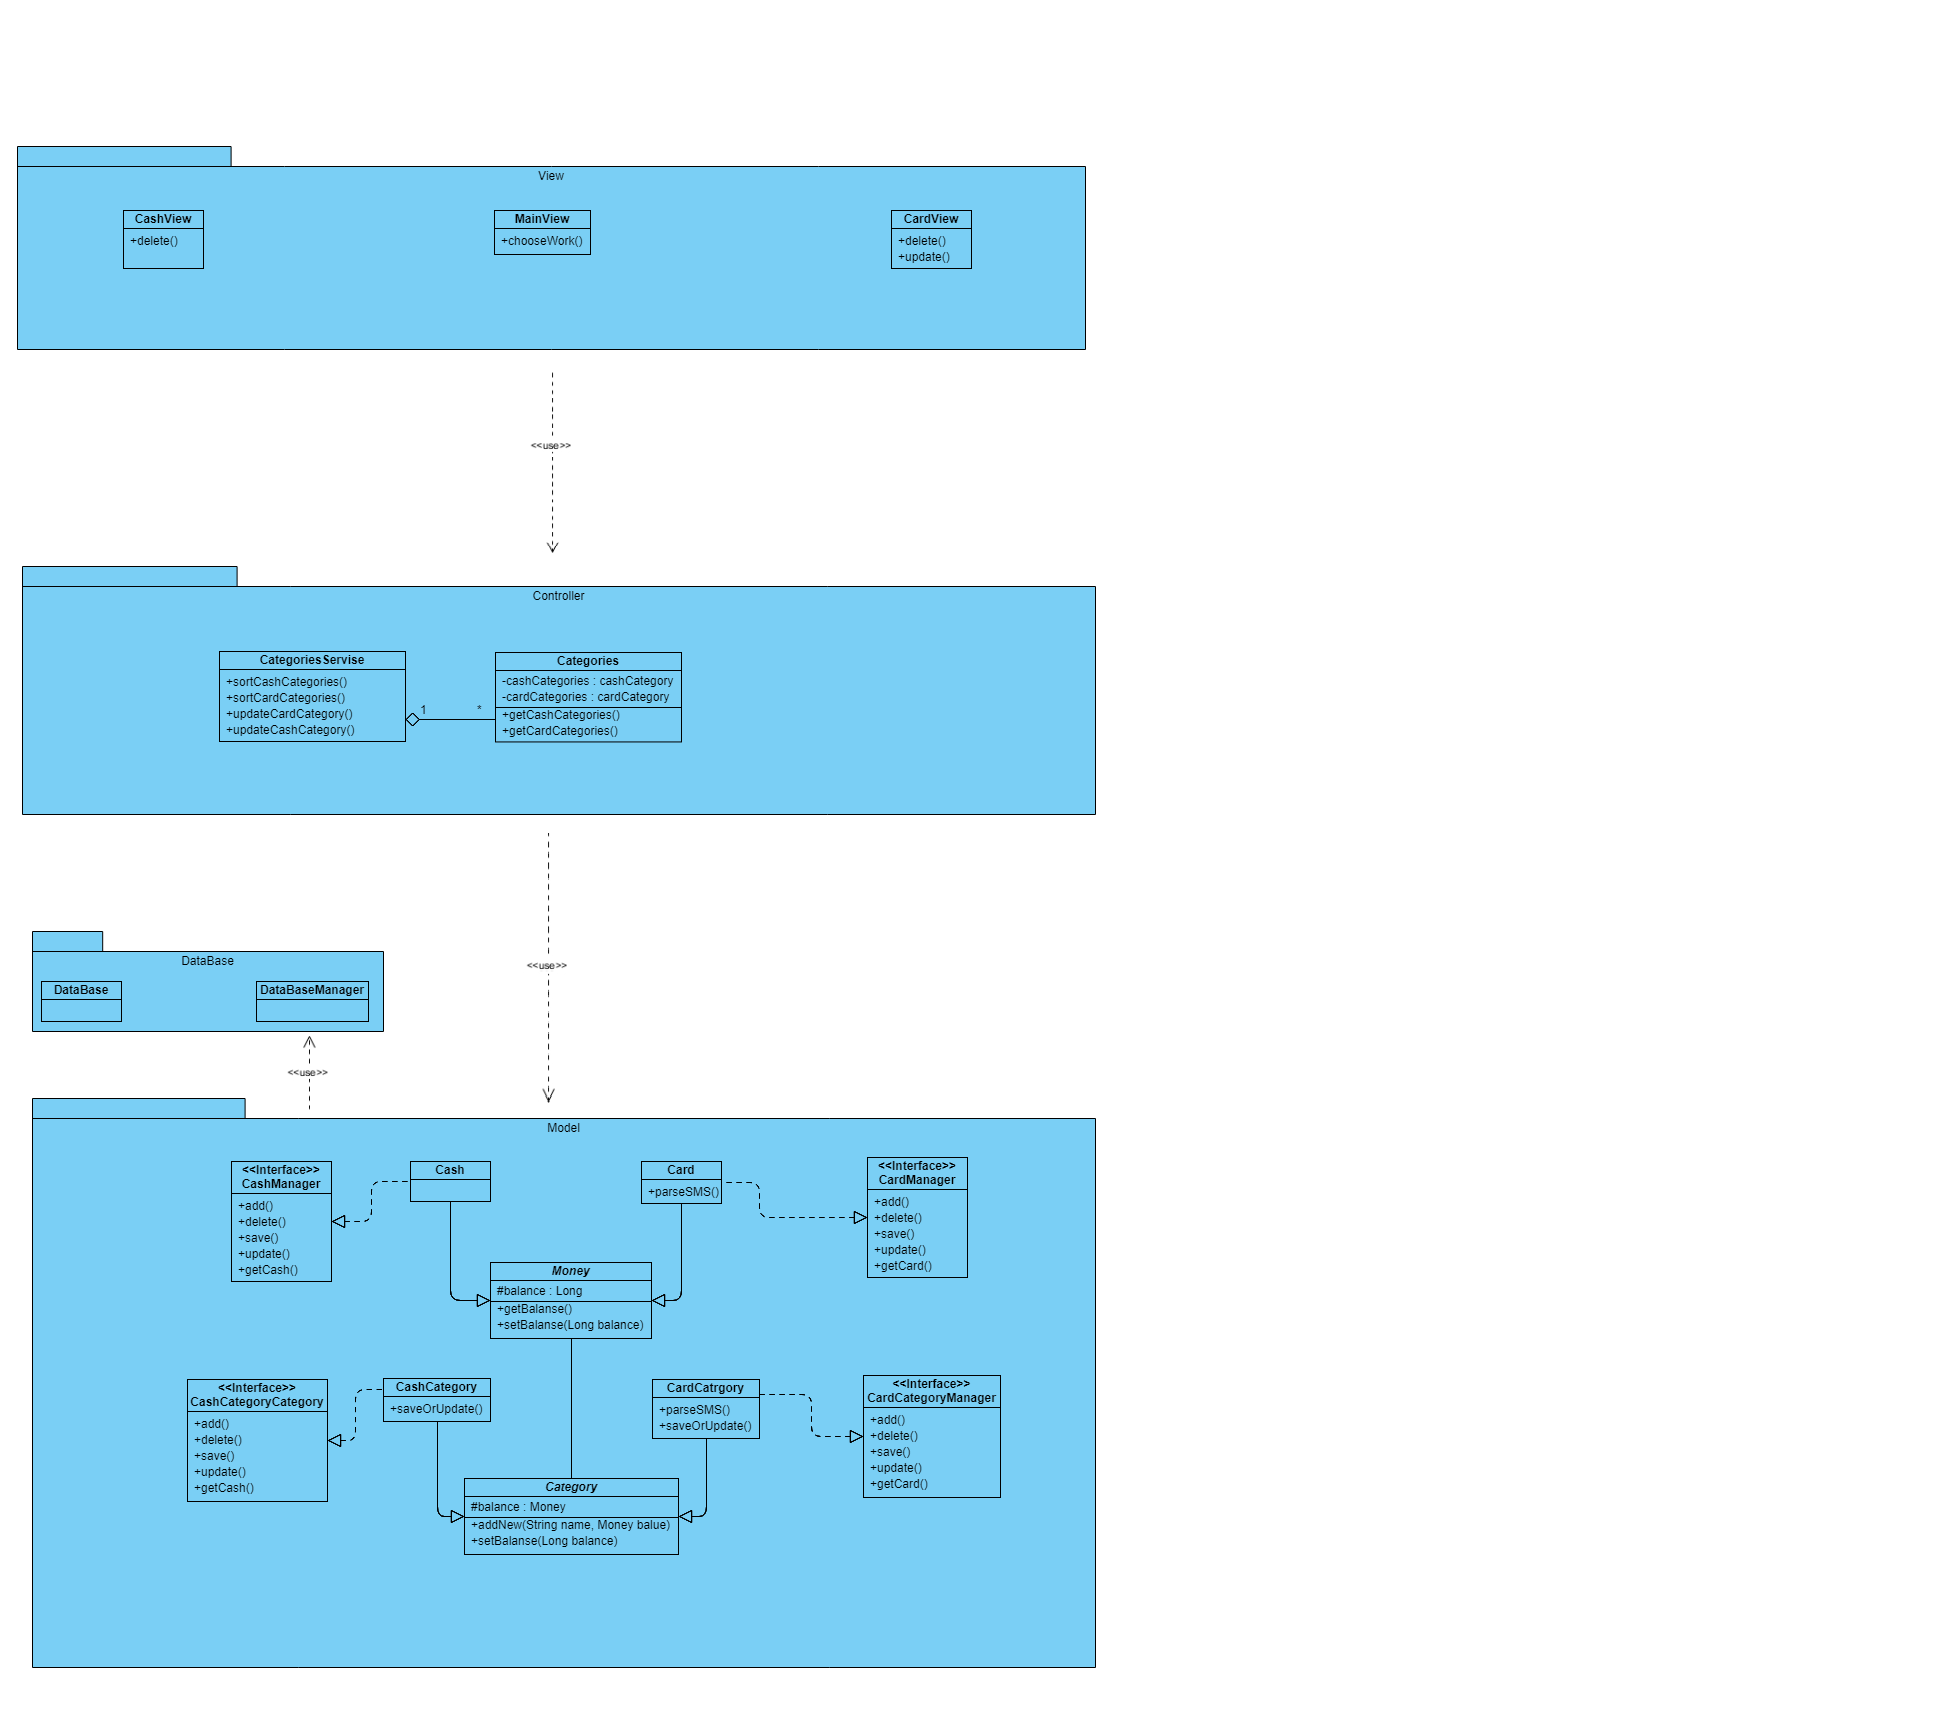 View
CashView
+delete()
MainView
+chooseWork()
CardView
+delete()
+update()
<<use>>
Controller
CategoriesServise
+sortCashCategories()
+sortCardCategories()
+updateCardCategory()
+updateCashCategory()
1
*
Categories
-cashCategories : cashCategory
-cardCategories : cardCategory
+getCashCategories()
+getCardCategories()
<<use>>
DataBase
DataBase
DataBaseManager
<<use>>
Model
<<Interface>>
CashManager
+add()
+delete()
+save()
+update()
+getCash()
Cash
Card
+parseSMS()
<<Interface>>
CardManager
+add()
+delete()
+save()
+update()
+getCard()
Money
#balance : Long
+getBalanse()
+setBalanse(Long balance)
<<Interface>>
CashCategoryCategory
+add()
+delete()
+save()
+update()
+getCash()
CashCategory
+saveOrUpdate()
CardCatrgory
+parseSMS()
+saveOrUpdate()
<<Interface>>
CardCategoryManager
+add()
+delete()
+save()
+update()
+getCard()
Category
#balance : Money
+addNew(String name, Money balue)
+setBalanse(Long balance)